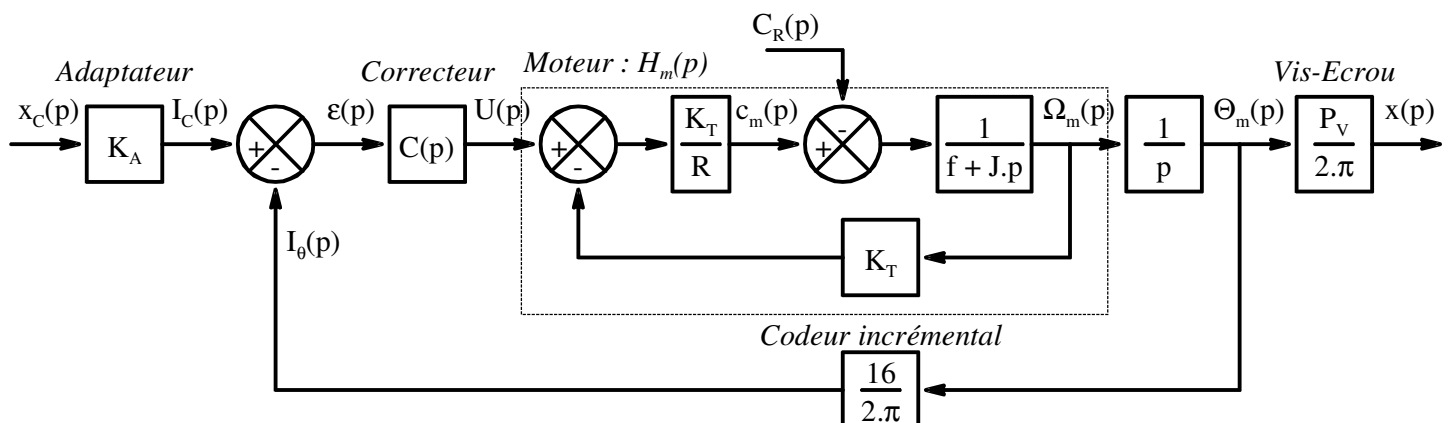 C_R(p)
Adaptateur
Correcteur
Moteur : H_m(p)
Vis-Ecrou
x_C(p)
K_A
I_C(p)
+
-
ε(p)
C(p)
U(p)
+
-
K_T
R
c_m(p)
-
+
1
f + J.p
Ω_m(p)
1
p
Θ_m(p)
P_V
2.π
x(p)
I_θ(p)
K_T
Codeur incrémental
16
2.π